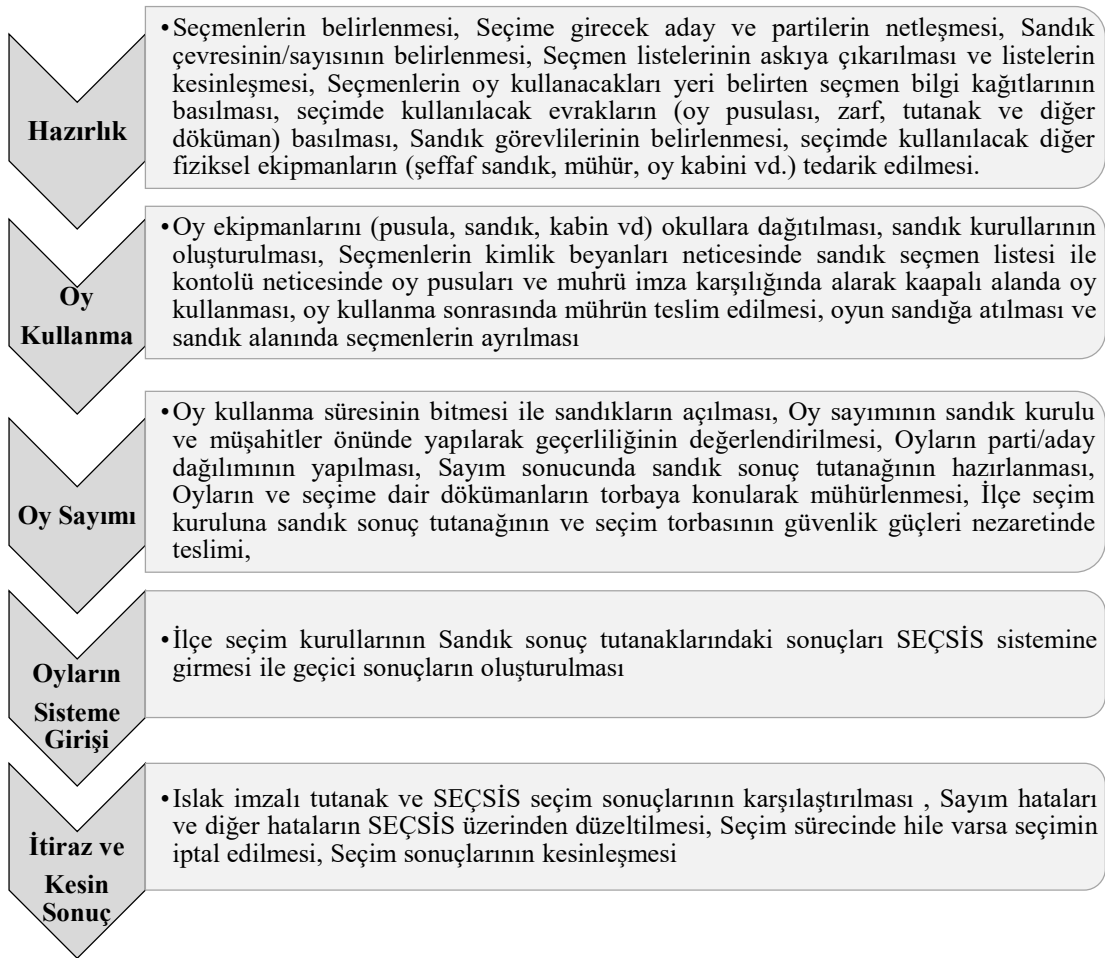 Hazırlık
•Seçmenlerin belirlenmesi, Seçime girecek aday ve partilerin netleşmesi, Sandık
çevresinin/sayısının belirlenmesi, Seçmen listelerinin askıya çıkarılması ve listelerin
kesinleşmesi, Seçmenlerin oy kullanacakları yeri belirten seçmen bilgi kağıtlarının
basılması, seçimde kullanılacak evrakların (oy pusulası, zarf, tutanak ve diğer
döküman) basılması, Sandık görevlilerinin belirlenmesi, seçimde kullanılacak diğer
fiziksel ekipmanların (şeffaf sandık, mühür, oy kabini vd.) tedarik edilmesi.
Oy
Kullanma
•Oy ekipmanlarını (pusula, sandık, kabin vd) okullara dağıtılması, sandık kurullarının
oluşturulması, Seçmenlerin kimlik beyanları neticesinde sandık seçmen listesi ile
kontolü neticesinde oy pusuları ve muhrü imza karşılığında alarak kaapalı alanda oy
kullanması, oy kullanma sonrasında mührün teslim edilmesi, oyun sandığa atılması ve
sandık alanında seçmenlerin ayrılması
Oy Sayımı
•Oy kullanma süresinin bitmesi ile sandıkların açılması, Oy sayımının sandık kurulu
ve müşahitler önünde yapılarak geçerliliğinin değerlendirilmesi, Oyların parti/aday
dağılımının yapılması, Sayım sonucunda sandık sonuç tutanağının hazırlanması,
Oyların ve seçime dair dökümanların torbaya konularak mühürlenmesi, İlçe seçim
kuruluna sandık sonuç tutanağının ve seçim torbasının güvenlik güçleri nezaretinde
teslimi,
Oyların
Sisteme
Girişi
•İlçe seçim kurullarının Sandık sonuç tutanaklarındaki sonuçları SEÇSİS sistemine
girmesi ile geçici sonuçların oluşturulması
İtiraz ve
Kesin
Sonuç
•Islak imzalı tutanak ve SEÇSİS seçim sonuçlarının karşılaştırılması , Sayım hataları
ve diğer hataların SEÇSİS üzerinden düzeltilmesi, Seçim sürecinde hile varsa seçimin
iptal edilmesi, Seçim sonuçlarının kesinleşmesi